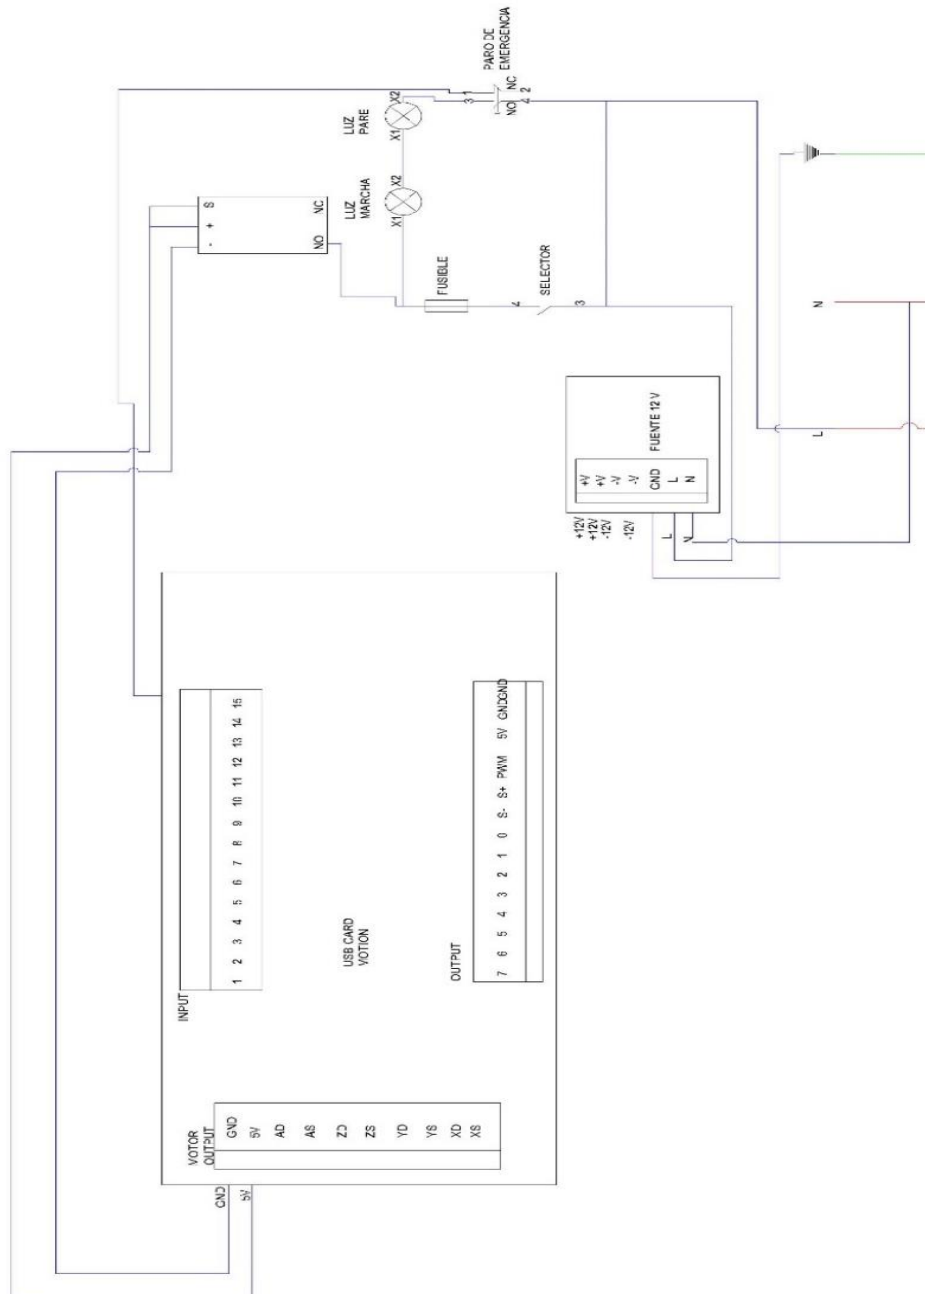 PARO DE
EMERGENCIA
NC
1 2
3 4
NO
LUZ
PARE
X1 X2
LUZ
MARCHA
X1 X2
S
+
-
NC
NO
FUSIBLE
SELECTOR
4 3
N
L
FUENTE 12 V
+V
+V
-V
-V
GND
L
N
+12V
+12V
-12V
-12V
L
N
INPUT
1 2 3 4 5 6 7 8 9 10 11 12 13 14 15
USB CARD
MOTION
OUTPUT
7 6 5 4 3 2 1 0 S- S+ PWM 5V GND GND
MOTOR
OUTPUT
GND
5V
AD
AS
ZD
ZS
YD
YS
XD
XS
GND
5V